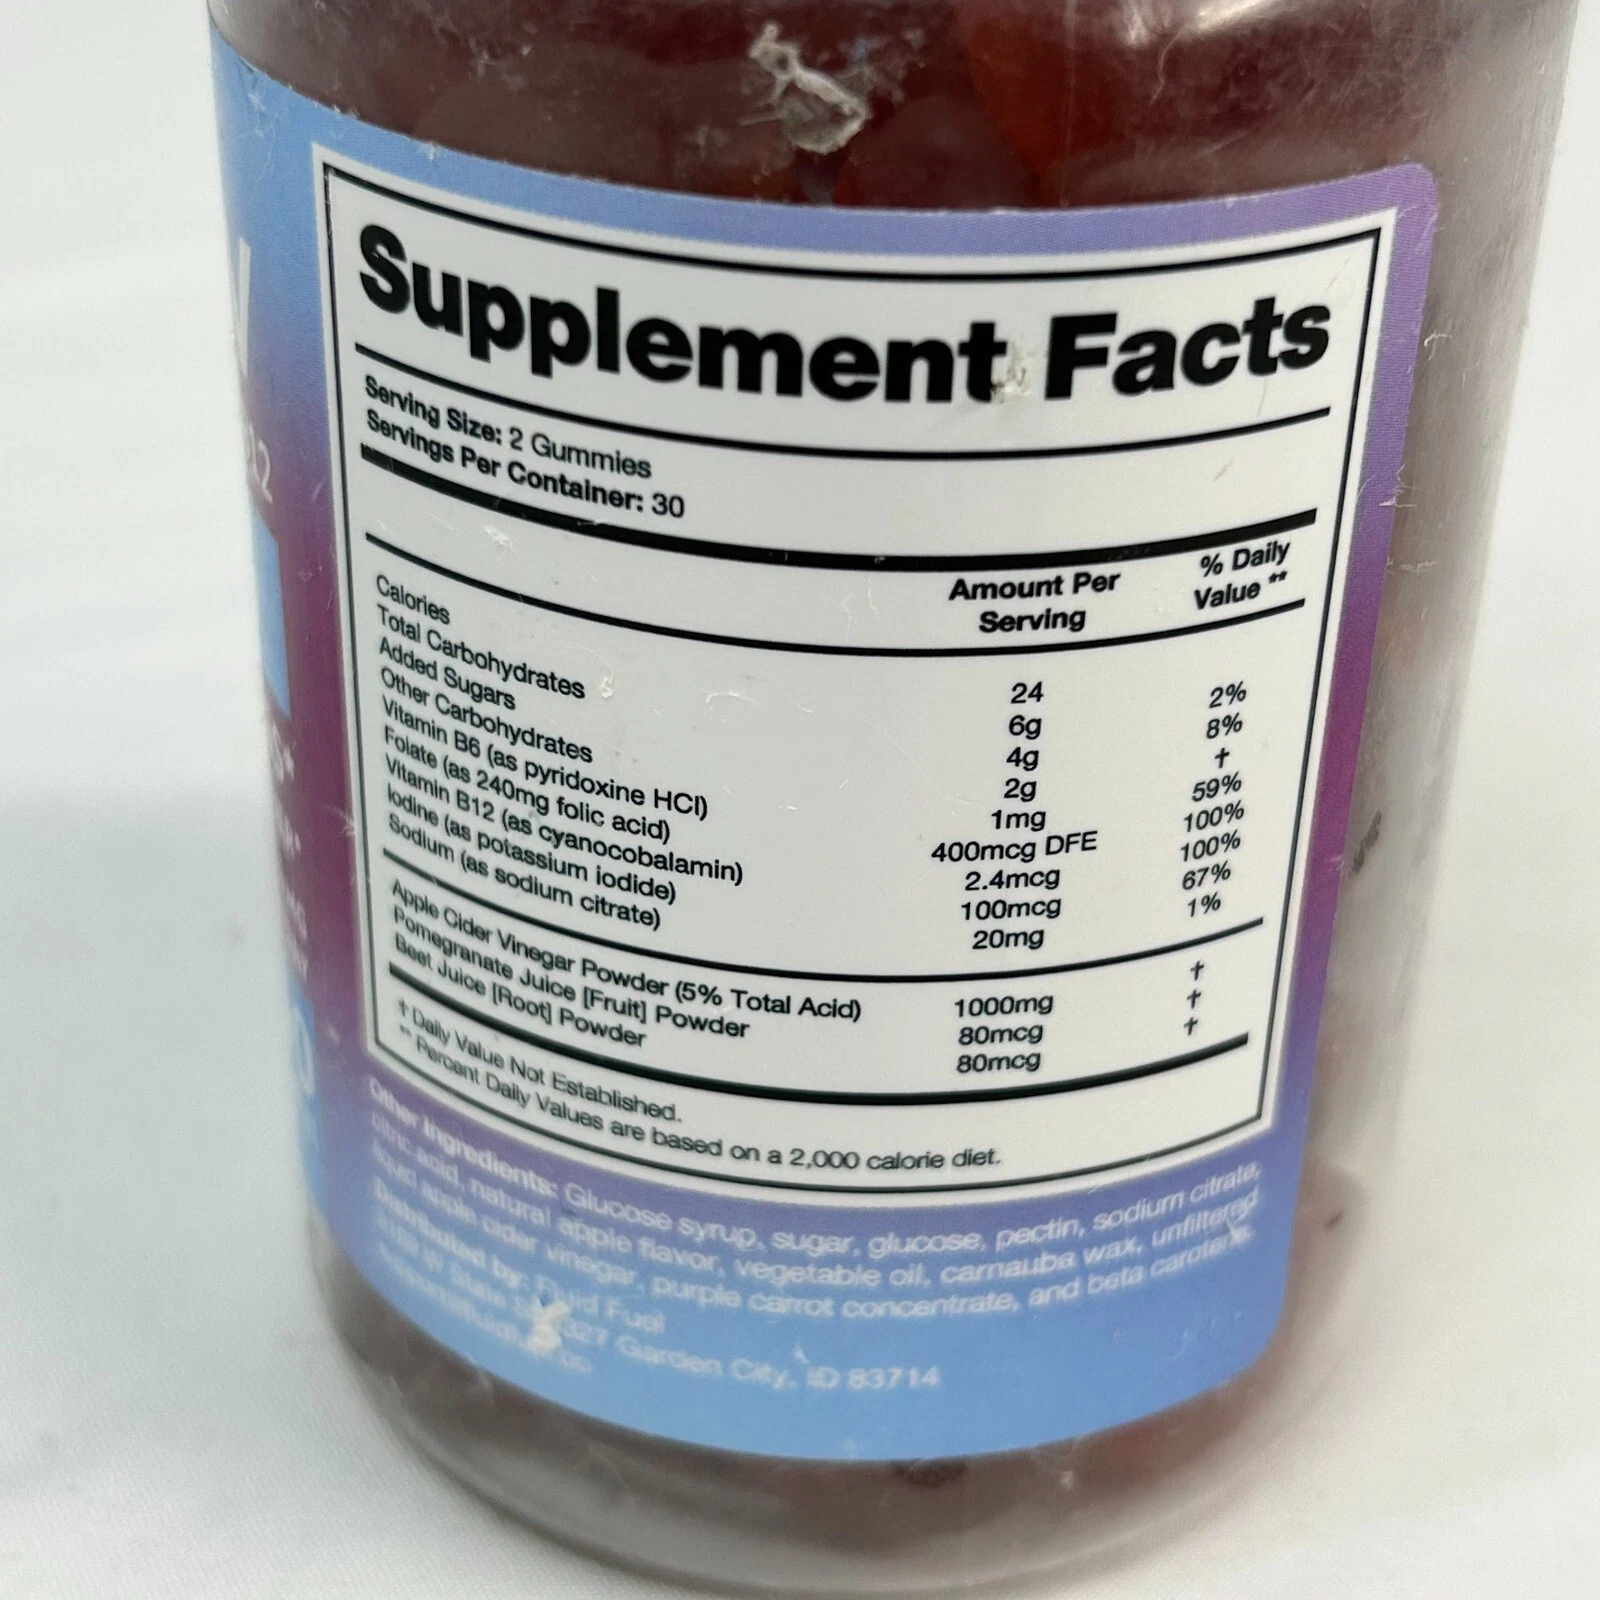 Supplement Facts
Serving Size: 2 Gummies
Servings Per Container: 30
Amount Per Serving
% Daily Value **
Calories 24 2%
Total Carbohydrates 6g 8%
Added Sugars 4g †
Other Carbohydrates 2g 59%
Vitamin B6 (as pyridoxine HCl) 1mg 100%
Folate (as 240mg folic acid) 400mcg DFE 100%
Vitamin B12 (as cyanocobalamin) 2.4mcg 67%
Iodine (as potassium iodide) 100mcg 1%
Sodium (as sodium citrate) 20mg
Apple Cider Vinegar Powder (5% Total Acid) 1000mg †
Pomegranate Juice [Fruit] Powder 80mcg †
Beet Juice [Root] Powder 80mcg †
† Daily Value Not Established.
** Percent Daily Values are based on a 2,000 calorie diet.
Other Ingredients: Glucose syrup, sugar, glucose, pectin, sodium citrate,
citric acid, natural apple flavor, vegetable oil, carnauba wax, unfiltered
liquid apple cider vinegar, purple carrot concentrate, and beta carotene.
Distributed by: Fluid Fuel
W State St 327 Garden City, ID 83714
12